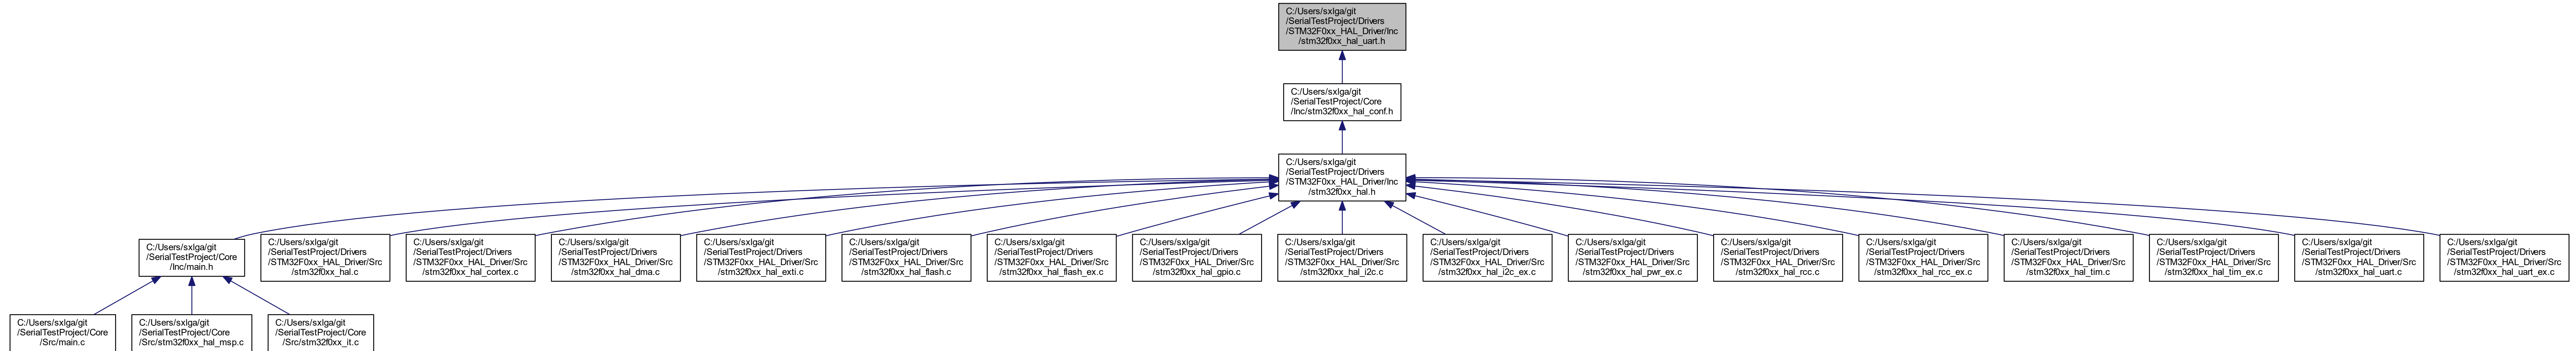 C:/Users/sxlga/git
/SerialTestProject/Drivers
/STM32F0xx_HAL_Driver/Inc
/stm32f0xx_hal_uart.h
C:/Users/sxlga/git
/SerialTestProject/Core
/Inc/stm32f0xx_hal_conf.h
C:/Users/sxlga/git
/SerialTestProject/Drivers
/STM32F0xx_HAL_Driver/Inc
/stm32f0xx_hal.h
C:/Users/sxlga/git
/SerialTestProject/Core
/Inc/main.h
C:/Users/sxlga/git
/SerialTestProject/Drivers
/STM32F0xx_HAL_Driver/Src
/stm32f0xx_hal.c
C:/Users/sxlga/git
/SerialTestProject/Drivers
/STM32F0xx_HAL_Driver/Src
/stm32f0xx_hal_cortex.c
C:/Users/sxlga/git
/SerialTestProject/Drivers
/STM32F0xx_HAL_Driver/Src
/stm32f0xx_hal_dma.c
C:/Users/sxlga/git
/SerialTestProject/Drivers
/STM32F0xx_HAL_Driver/Src
/stm32f0xx_hal_exti.c
C:/Users/sxlga/git
/SerialTestProject/Drivers
/STM32F0xx_HAL_Driver/Src
/stm32f0xx_hal_flash.c
C:/Users/sxlga/git
/SerialTestProject/Drivers
/STM32F0xx_HAL_Driver/Src
/stm32f0xx_hal_flash_ex.c
C:/Users/sxlga/git
/SerialTestProject/Drivers
/STM32F0xx_HAL_Driver/Src
/stm32f0xx_hal_gpio.c
C:/Users/sxlga/git
/SerialTestProject/Drivers
/STM32F0xx_HAL_Driver/Src
/stm32f0xx_hal_i2c.c
C:/Users/sxlga/git
/SerialTestProject/Drivers
/STM32F0xx_HAL_Driver/Src
/stm32f0xx_hal_i2c_ex.c
C:/Users/sxlga/git
/SerialTestProject/Drivers
/STM32F0xx_HAL_Driver/Src
/stm32f0xx_hal_pwr_ex.c
C:/Users/sxlga/git
/SerialTestProject/Drivers
/STM32F0xx_HAL_Driver/Src
/stm32f0xx_hal_rcc.c
C:/Users/sxlga/git
/SerialTestProject/Drivers
/STM32F0xx_HAL_Driver/Src
/stm32f0xx_hal_rcc_ex.c
C:/Users/sxlga/git
/SerialTestProject/Drivers
/STM32F0xx_HAL_Driver/Src
/stm32f0xx_hal_tim.c
C:/Users/sxlga/git
/SerialTestProject/Drivers
/STM32F0xx_HAL_Driver/Src
/stm32f0xx_hal_tim_ex.c
C:/Users/sxlga/git
/SerialTestProject/Drivers
/STM32F0xx_HAL_Driver/Src
/stm32f0xx_hal_uart.c
C:/Users/sxlga/git
/SerialTestProject/Drivers
/STM32F0xx_HAL_Driver/Src
/stm32f0xx_hal_uart_ex.c
C:/Users/sxlga/git
/SerialTestProject/Core
/Src/main.c
C:/Users/sxlga/git
/SerialTestProject/Core
/Src/stm32f0xx_hal_msp.c
C:/Users/sxlga/git
/SerialTestProject/Core
/Src/stm32f0xx_it.c